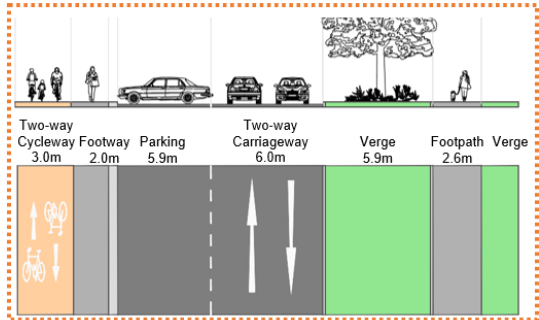 Two-way
Cycleway
3.0m
Footway
2.0m
Parking
5.9m
Two-way
Carriageway
6.0m
Verge
5.9m
Footpath
2.6m
Verge